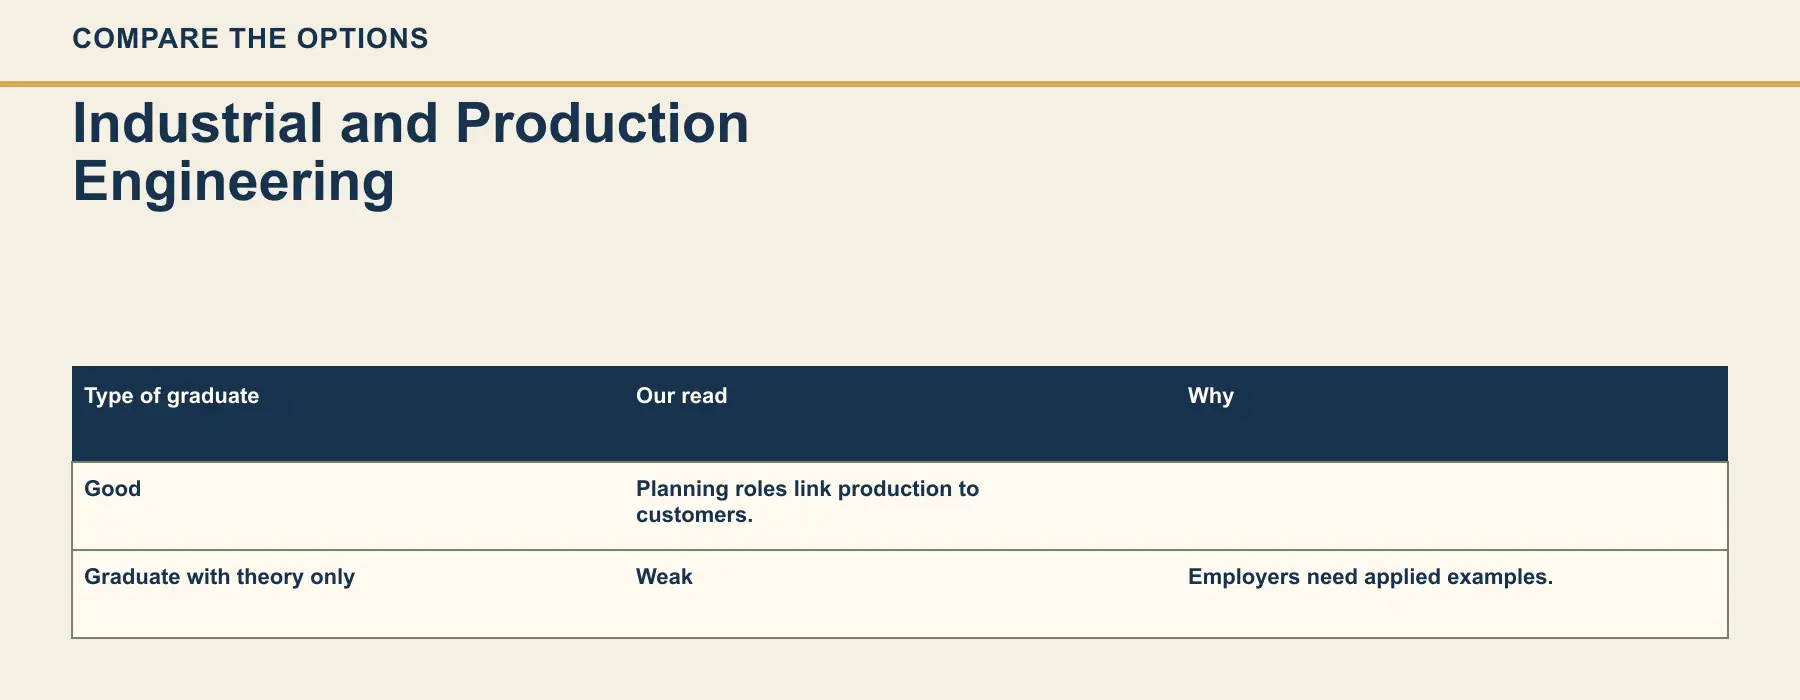 COMPARE THE OPTIONS
Industrial and Production
Engineering
Type of graduate Our read Why
Good Planning roles link production to
customers.
Graduate with theory only Weak Employers need applied examples.